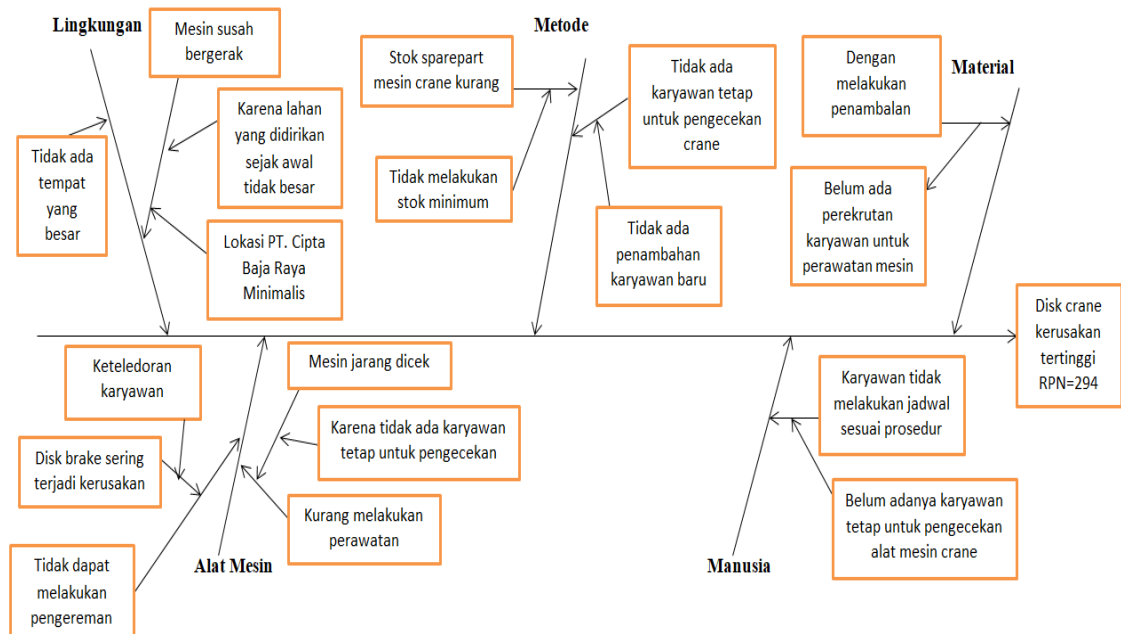 Lingkungan
Mesin susah
bergerak
Karena lahan
yang didirikan
sejak awal
tidak besar
Tidak ada
tempat
yang
besar
Lokasi PT. Cipta
Baja Raya
Minimalis
Metode
Stok sparepart
mesin crane kurang
Tidak ada
karyawan tetap
untuk pengecekan
crane
Tidak melakukan
stok minimum
Tidak ada
penambahan
karyawan baru
Material
Dengan
melakukan
penambalan
Belum ada
perekrutan
karyawan untuk
perawatan mesin
Disk crane
kerusakan
tertinggi
RPN=294
Keteledoran
karyawan
Mesin jarang dicek
Karena tidak ada karyawan
tetap untuk pengecekan
Disk brake sering
terjadi kerusakan
Kurang melakukan
perawatan
Tidak dapat
melakukan
pengereman
Alat Mesin
Karyawan tidak
melakukan jadwal
sesuai prosedur
Belum adanya karyawan
tetap untuk pengecekan
alat mesin crane
Manusia